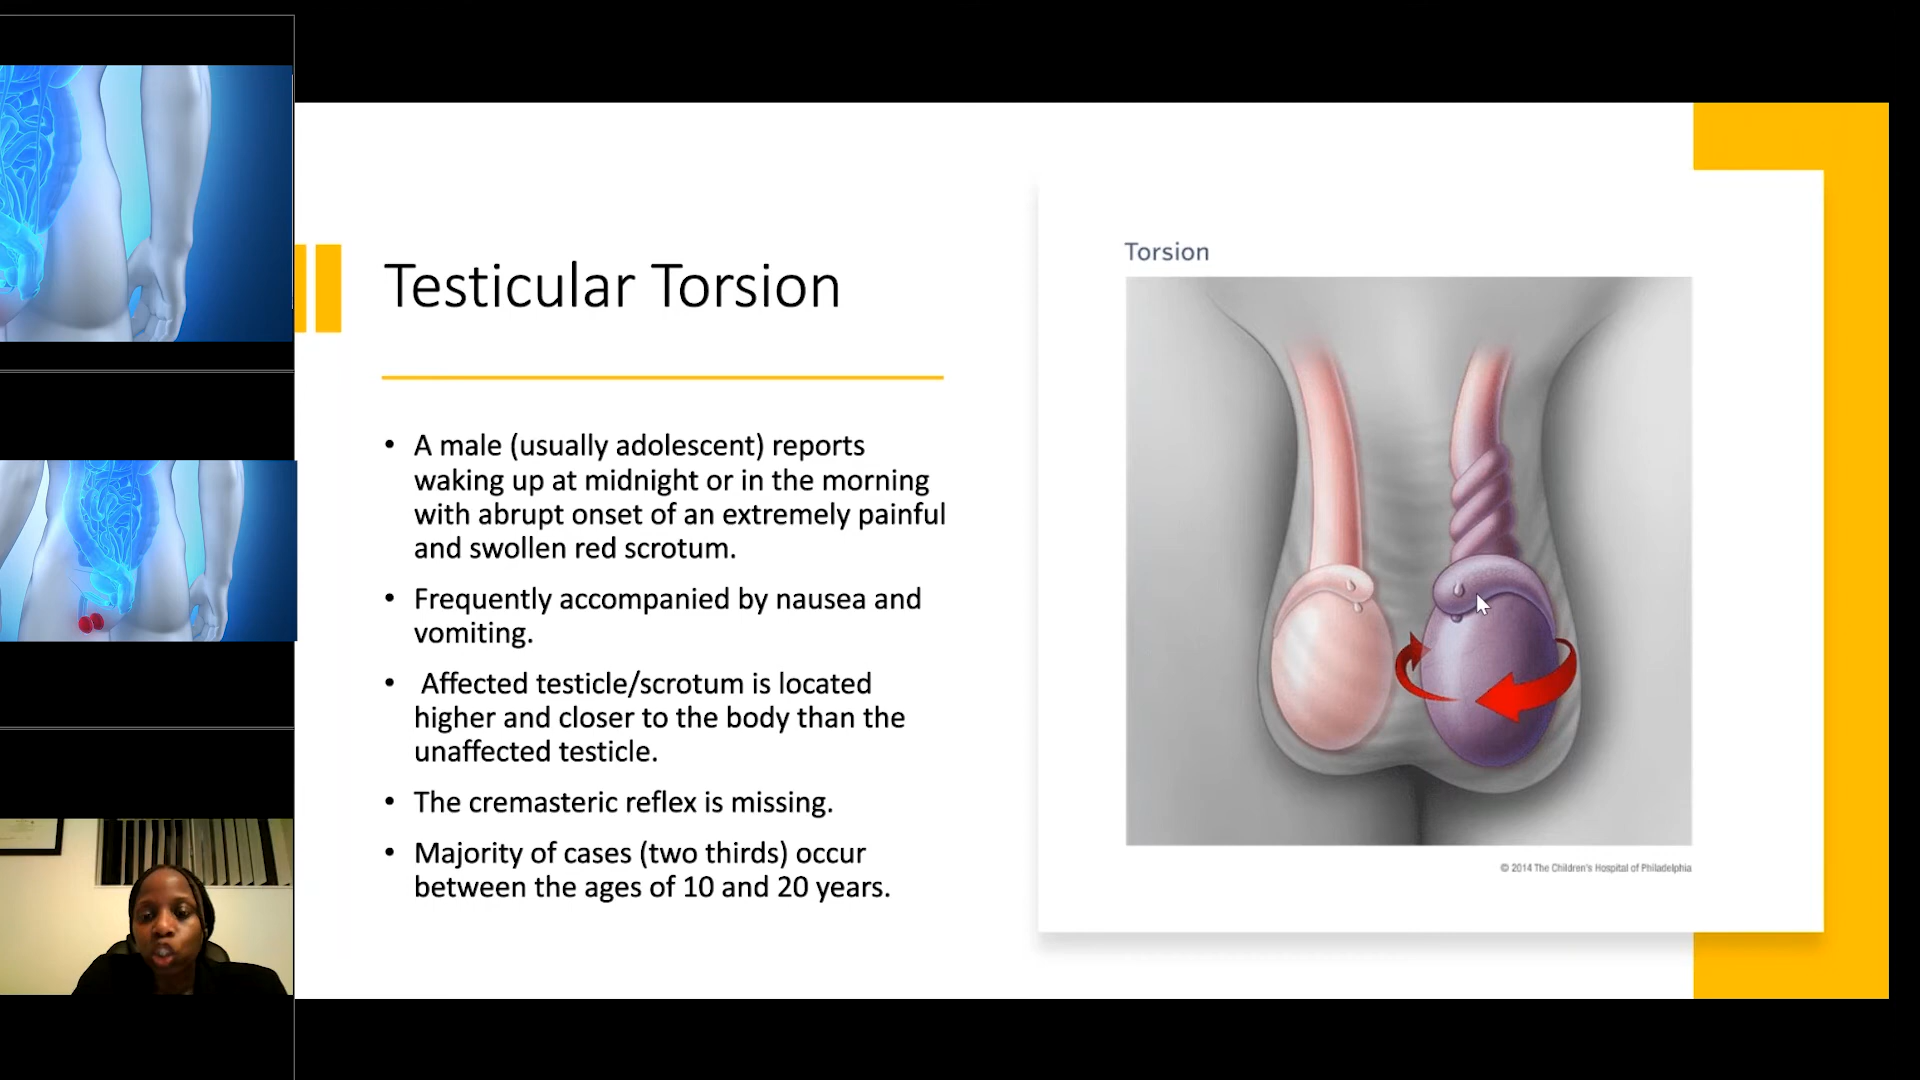 Testicular Torsion
• A male (usually adolescent) reports
waking up at midnight or in the morning
with abrupt onset of an extremely painful
and swollen red scrotum.
• Frequently accompanied by nausea and
vomiting.
• Affected testicle/scrotum is located
higher and closer to the body than the
unaffected testicle.
• The cremasteric reflex is missing.
• Majority of cases (two thirds) occur
between the ages of 10 and 20 years.
Torsion
© 2014 The Children's Hospital of Philadelphia